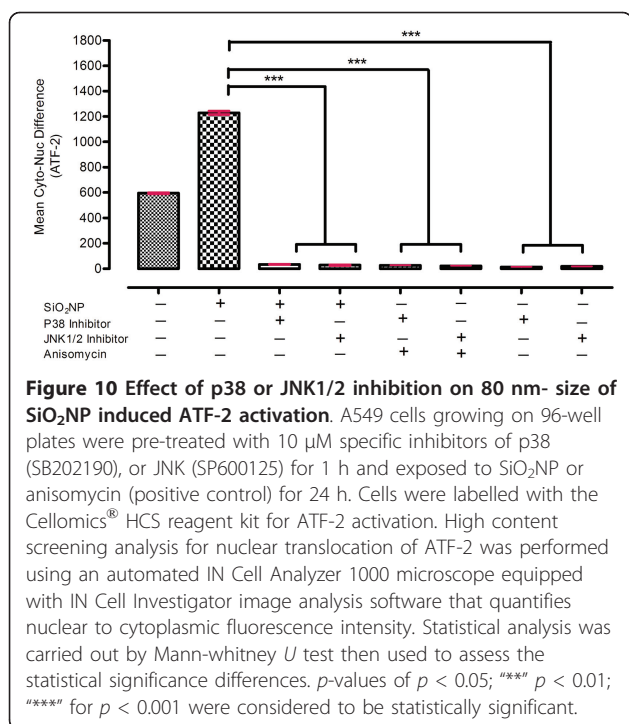 1800
1600
1400
1200
1000
800
600
400
200
0
Mean Cyto-Nuc Difference
(ATF-2)
***
***
***
SiO₂NP — + + + — — — —
P38 Inhibitor — — + — + — + —
JNK1/2 Inhibitor — — — + — + — +
Anisomycin — — — — + + — —
Figure 10 Effect of p38 or JNK1/2 inhibition on 80 nm- size of
SiO₂NP induced ATF-2 activation. A549 cells growing on 96-well
plates were pre-treated with 10 μM specific inhibitors of p38
(SB202190), or JNK (SP600125) for 1 h and exposed to SiO₂NP or
anisomycin (positive control) for 24 h. Cells were labelled with the
Cellomics® HCS reagent kit for ATF-2 activation. High content
screening analysis for nuclear translocation of ATF-2 was performed
using an automated IN Cell Analyzer 1000 microscope equipped
with IN Cell Investigator image analysis software that quantifies
nuclear to cytoplasmic fluorescence intensity. Statistical analysis was
carried out by Mann-whitney U test then used to assess the
statistical significance differences. p-values of p < 0.05; "**" p < 0.01;
"***" for p < 0.001 were considered to be statistically significant.